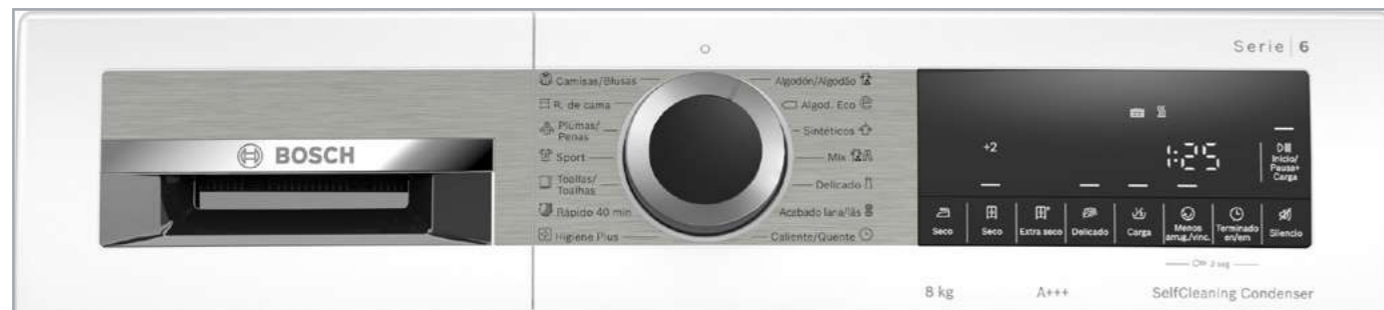 Serie 6
BOSCH
Camisas/Blusas
R. de cama
Plumas/
Penas
Sport
Toallas/
Toalhas
Rápido 40 min
Higiene Plus
Algodón/Algodão
Algod. Eco
Sintéticos
Mix
Delicado
Acabado lana/lãs
Caliente/Quente
+2
1:25
Inicio/
Pausa+
Carga
Seco
Seco
Extra seco
Delicado
Carga
Menos
arrug./vinc.
Terminado
en/em
Silencio
2 seg
8 kg
A+++
SelfCleaning Condenser